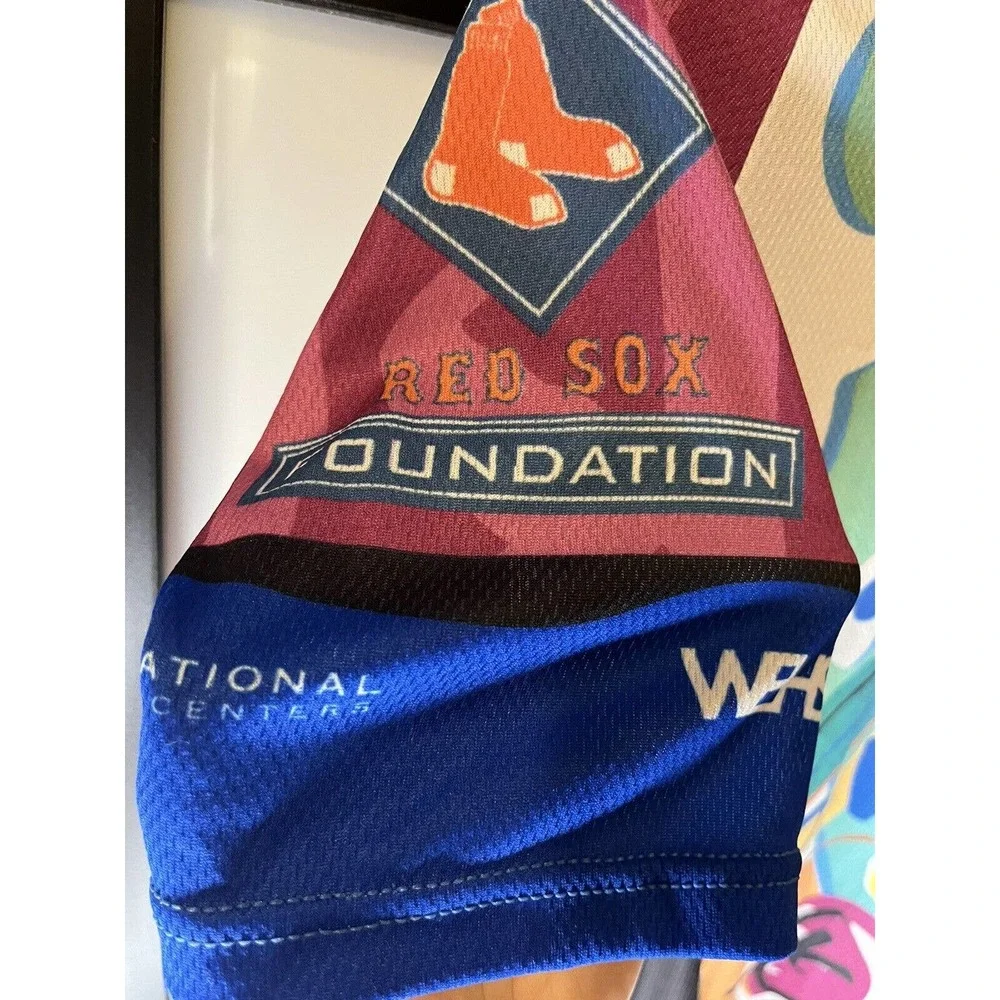 RED SOX
FOUNDATION
ATIONAL
CENTERS